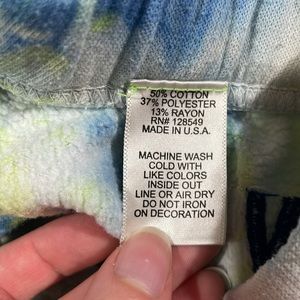 50% COTTON
37% POLYESTER
13% RAYON
RN# 128549
MADE IN U.S.A.
MACHINE WASH
COLD WITH
LIKE COLORS
INSIDE OUT
LINE OR AIR DRY
DO NOT IRON
ON DECORATION